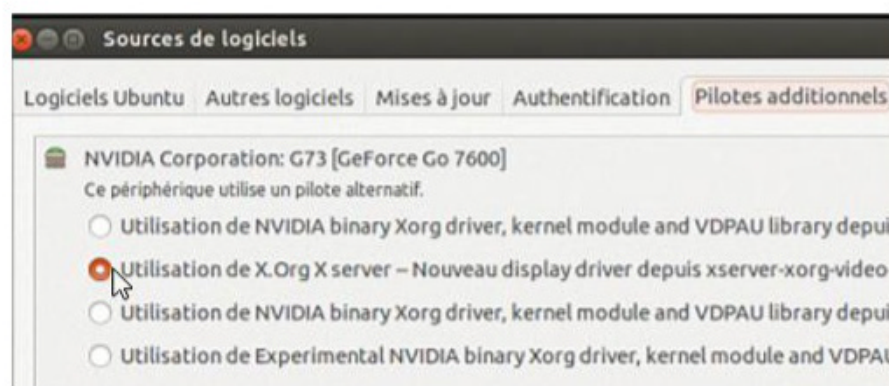 Sources de logiciels
Logiciels Ubuntu Autres logiciels Mises à jour Authentification Pilotes additionnels
NVIDIA Corporation: G73 [GeForce Go 7600]
Ce périphérique utilise un pilote alternatif.
Utilisation de NVIDIA binary Xorg driver, kernel module and VDPAU library depui
Utilisation de X.Org X server – Nouveau display driver depuis xserver-xorg-video
Utilisation de NVIDIA binary Xorg driver, kernel module and VDPAU library depui
Utilisation de Experimental NVIDIA binary Xorg driver, kernel module and VDPAU